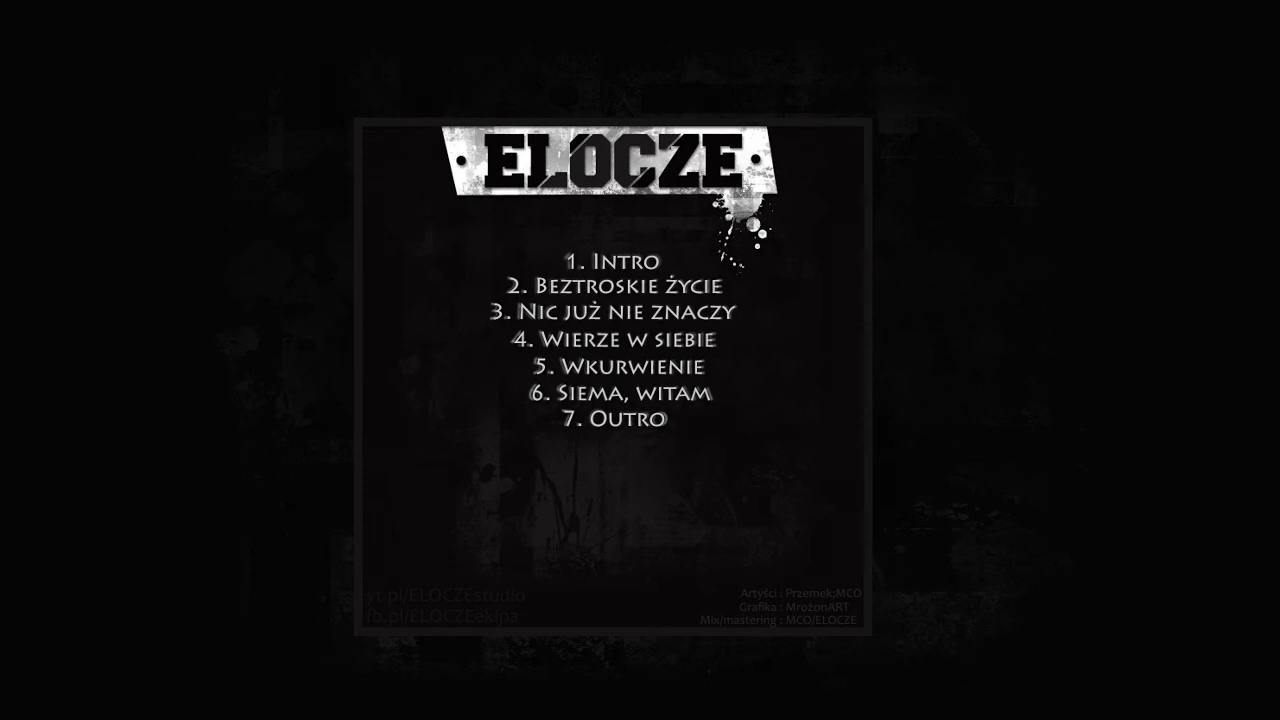 ELOCZE
1. Intro
2. Beztroskie życie
3. Nic już nie znaczy
4. Wierze w siebie
5. Wkurwienie
6. Siema, witam
7. Outro
yt.pl/ELOCZEstudio
fb.pl/ELOCZEekipa
Artyści : Przemek;MCO
Grafika : MrożonART
Mix/mastering : MCO/ELOCZE